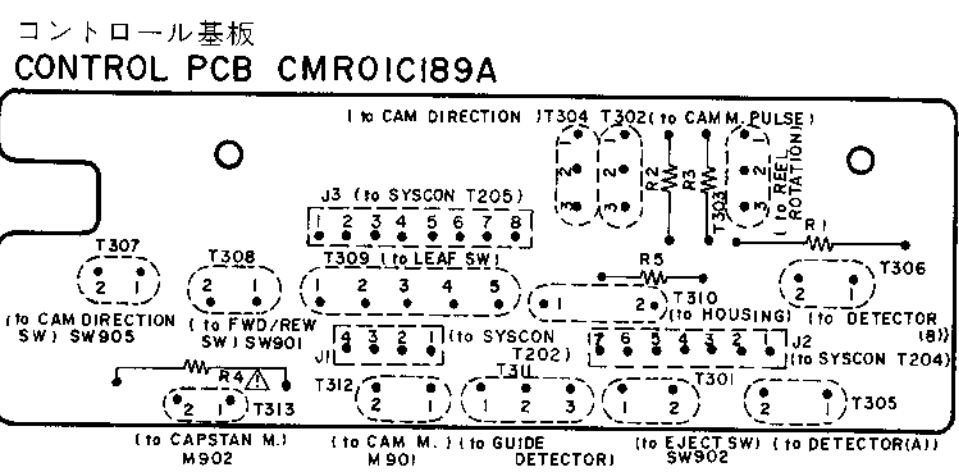 コントロール基板
CONTROL PCB CMR01C189A
( to CAM DIRECTION ) T304 T302 ( to CAM M. PULSE )
1 1 1
2 2 R2 R3 2
3 3 T303 3
( to REEL ROTATION)
J3 (to SYSCON T205)
1 2 3 4 5 6 7 8
R1
T307
2 1
T308
2 1
T309 ( to LEAF SW )
1 2 3 4 5
R5
1 2 T310
(to HOUSING)
T306
2 1
(to CAM DIRECTION
SW) SW905
( to FWD/REW
SW ) SW901
J1
4 3 2 1
(to SYSCON
T202)
7 6 5 4 3 2 1
J2
(to SYSCON T204)
(to DETECTOR
(B))
R4 ⚠
2 1 T313
T312
2 1
T311
1 2 3
T301
1 2
2 1 T305
( to CAPSTAN M.)
M902
( to CAM M. )
M901
( to GUIDE
DETECTOR)
(to EJECT SW)
SW902
( to DETECTOR(A))